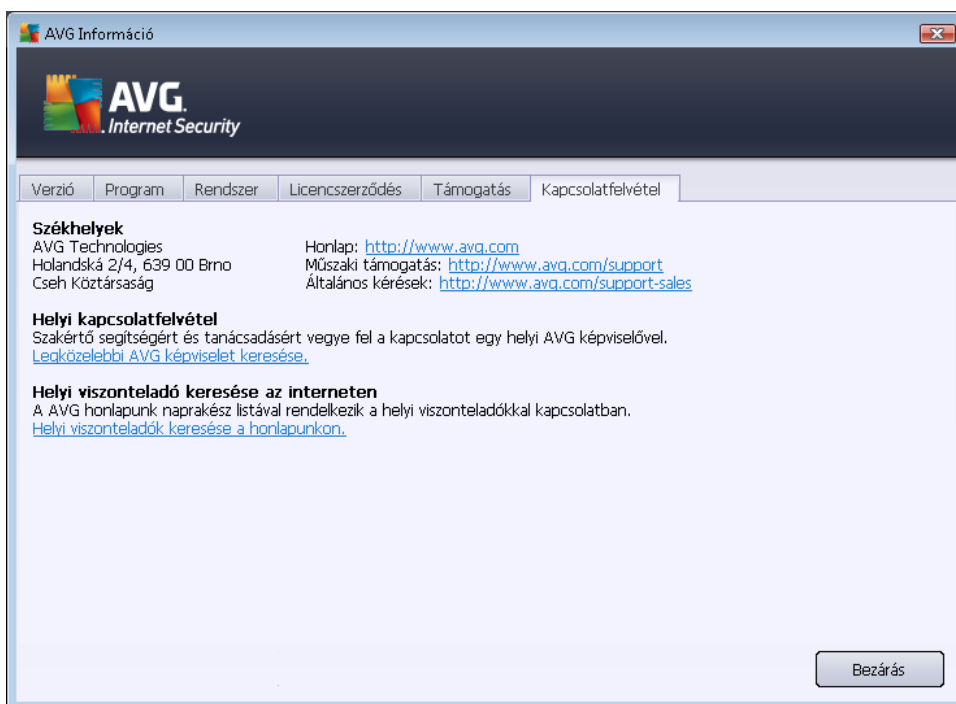 AVG Információ
AVG.
Internet Security
Verzió Program Rendszer Licencszerződés Támogatás Kapcsolatfelvétel
Székhelyek
AVG Technologies Honlap: http://www.avg.com
Holandská 2/4, 639 00 Brno Műszaki támogatás: http://www.avg.com/support
Cseh Köztársaság Általános kérések: http://www.avg.com/support-sales
Helyi kapcsolatfelvétel
Szakértő segítségért és tanácsadásért vegye fel a kapcsolatot egy helyi AVG képviselővel.
Legközelebbi AVG képviselet keresése.
Helyi viszonteladó keresése az interneten
A AVG honlapunk naprakész listával rendelkezik a helyi viszonteladókkal kapcsolatban.
Helyi viszonteladók keresése a honlapunkon.
Bezárás